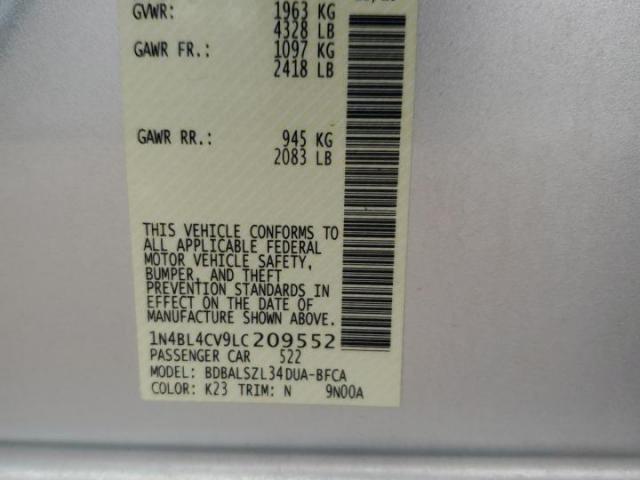 GVWR: 1963 KG
4328 LB
GAWR FR.: 1097 KG
2418 LB
GAWR RR.: 945 KG
2083 LB
THIS VEHICLE CONFORMS TO
ALL APPLICABLE FEDERAL
MOTOR VEHICLE SAFETY,
BUMPER, AND THEFT
PREVENTION STANDARDS IN
EFFECT ON THE DATE OF
MANUFACTURE SHOWN ABOVE.
1N4BL4CV9LC209552
PASSENGER CAR 522
MODEL: BDBALSZL34DUA-BFCA
COLOR: K23 TRIM: N 9N00A